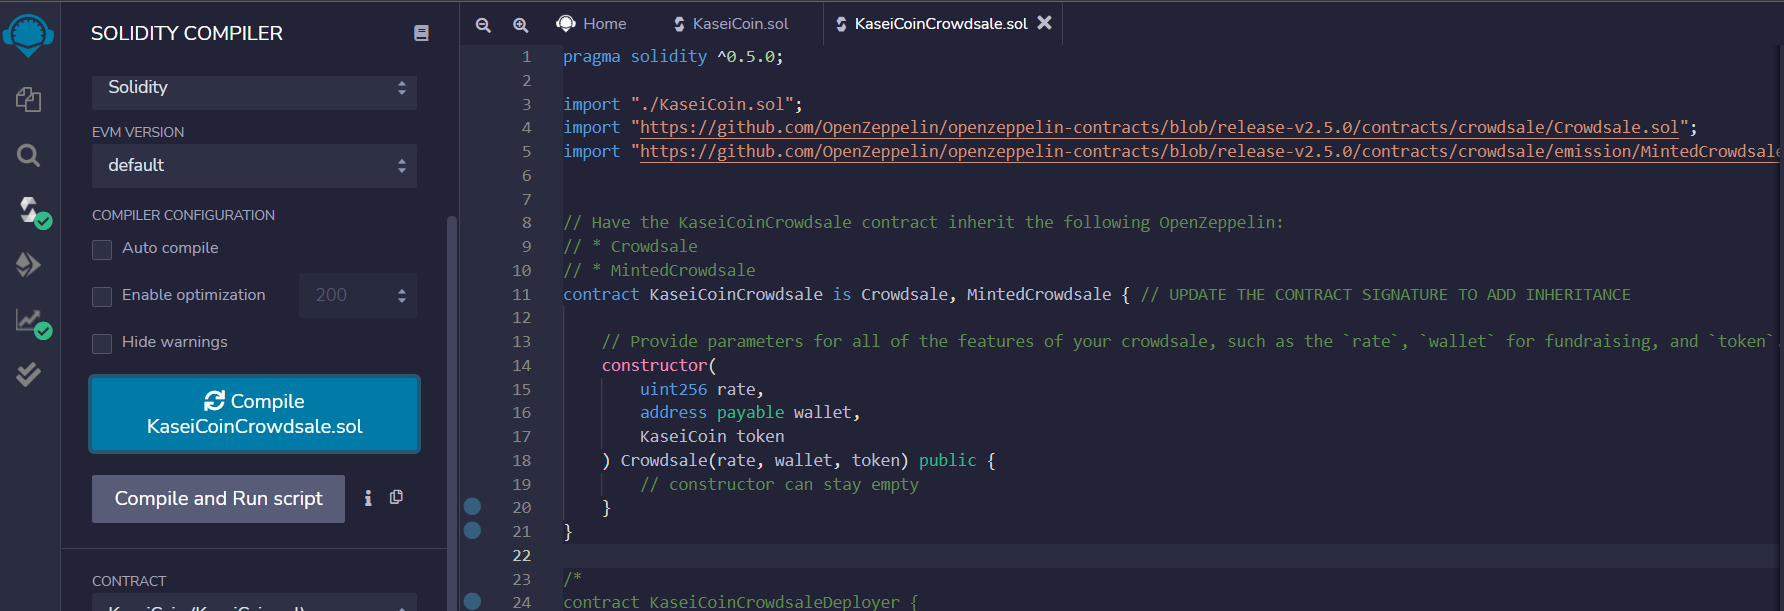 SOLIDITY COMPILER
Solidity
EVM VERSION
default
COMPILER CONFIGURATION
Auto compile
Enable optimization
200
Hide warnings
Compile
KaseiCoinCrowdsale.sol
Compile and Run script
CONTRACT
Home
KaseiCoin.sol
KaseiCoinCrowdsale.sol
1 pragma solidity ^0.5.0;
2
3 import "./KaseiCoin.sol";
4 import "https://github.com/OpenZeppelin/openzeppelin-contracts/blob/release-v2.5.0/contracts/crowdsale/Crowdsale.sol";
5 import "https://github.com/OpenZeppelin/openzeppelin-contracts/blob/release-v2.5.0/contracts/crowdsale/emission/MintedCrowdsale
6
7
8 // Have the KaseiCoinCrowdsale contract inherit the following OpenZeppelin:
9 // * Crowdsale
10 // * MintedCrowdsale
11 contract KaseiCoinCrowdsale is Crowdsale, MintedCrowdsale { // UPDATE THE CONTRACT SIGNATURE TO ADD INHERITANCE
12
13 // Provide parameters for all of the features of your crowdsale, such as the `rate`, `wallet` for fundraising, and `token`
14 constructor(
15 uint256 rate,
16 address payable wallet,
17 KaseiCoin token
18 ) Crowdsale(rate, wallet, token) public {
19 // constructor can stay empty
20 }
21 }
22
23 /*
24 contract KaseiCoinCrowdsaleDeployer {